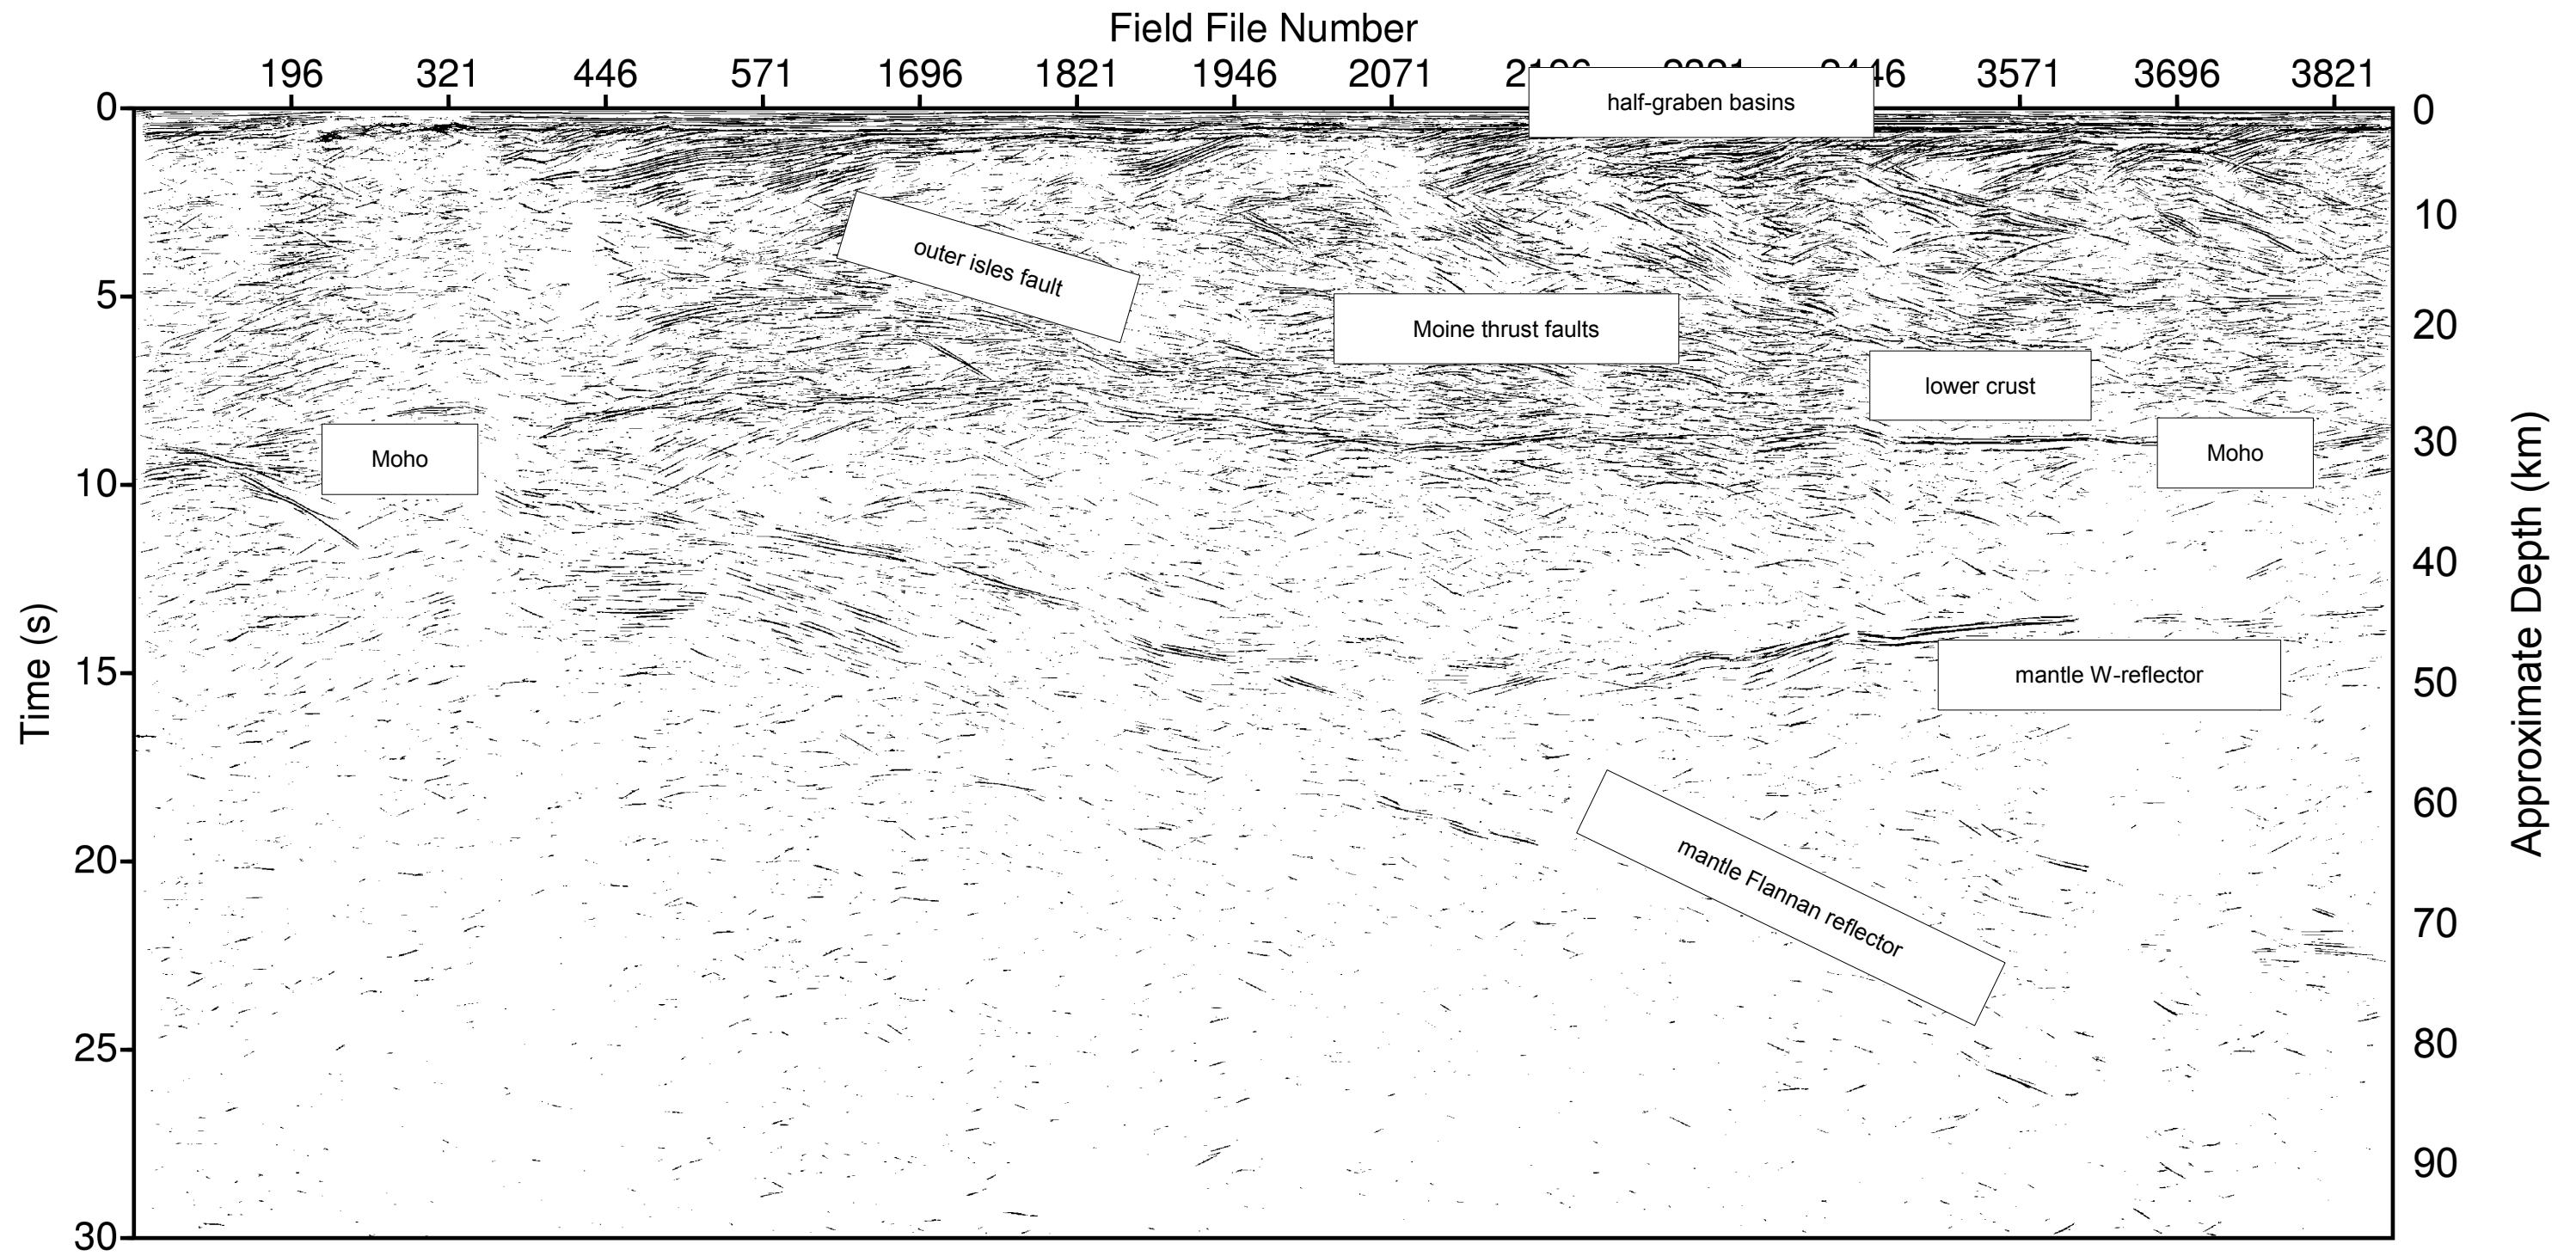 Field File Number
196 321 446 571 1696 1821 1946 2071 3571 3696 3821
half-graben basins
outer isles fault
Moine thrust faults
lower crust
Moho
Moho
mantle W-reflector
mantle Flannan reflector
Time (s)
0
5
10
15
20
25
30
Approximate Depth (km)
0
10
20
30
40
50
60
70
80
90